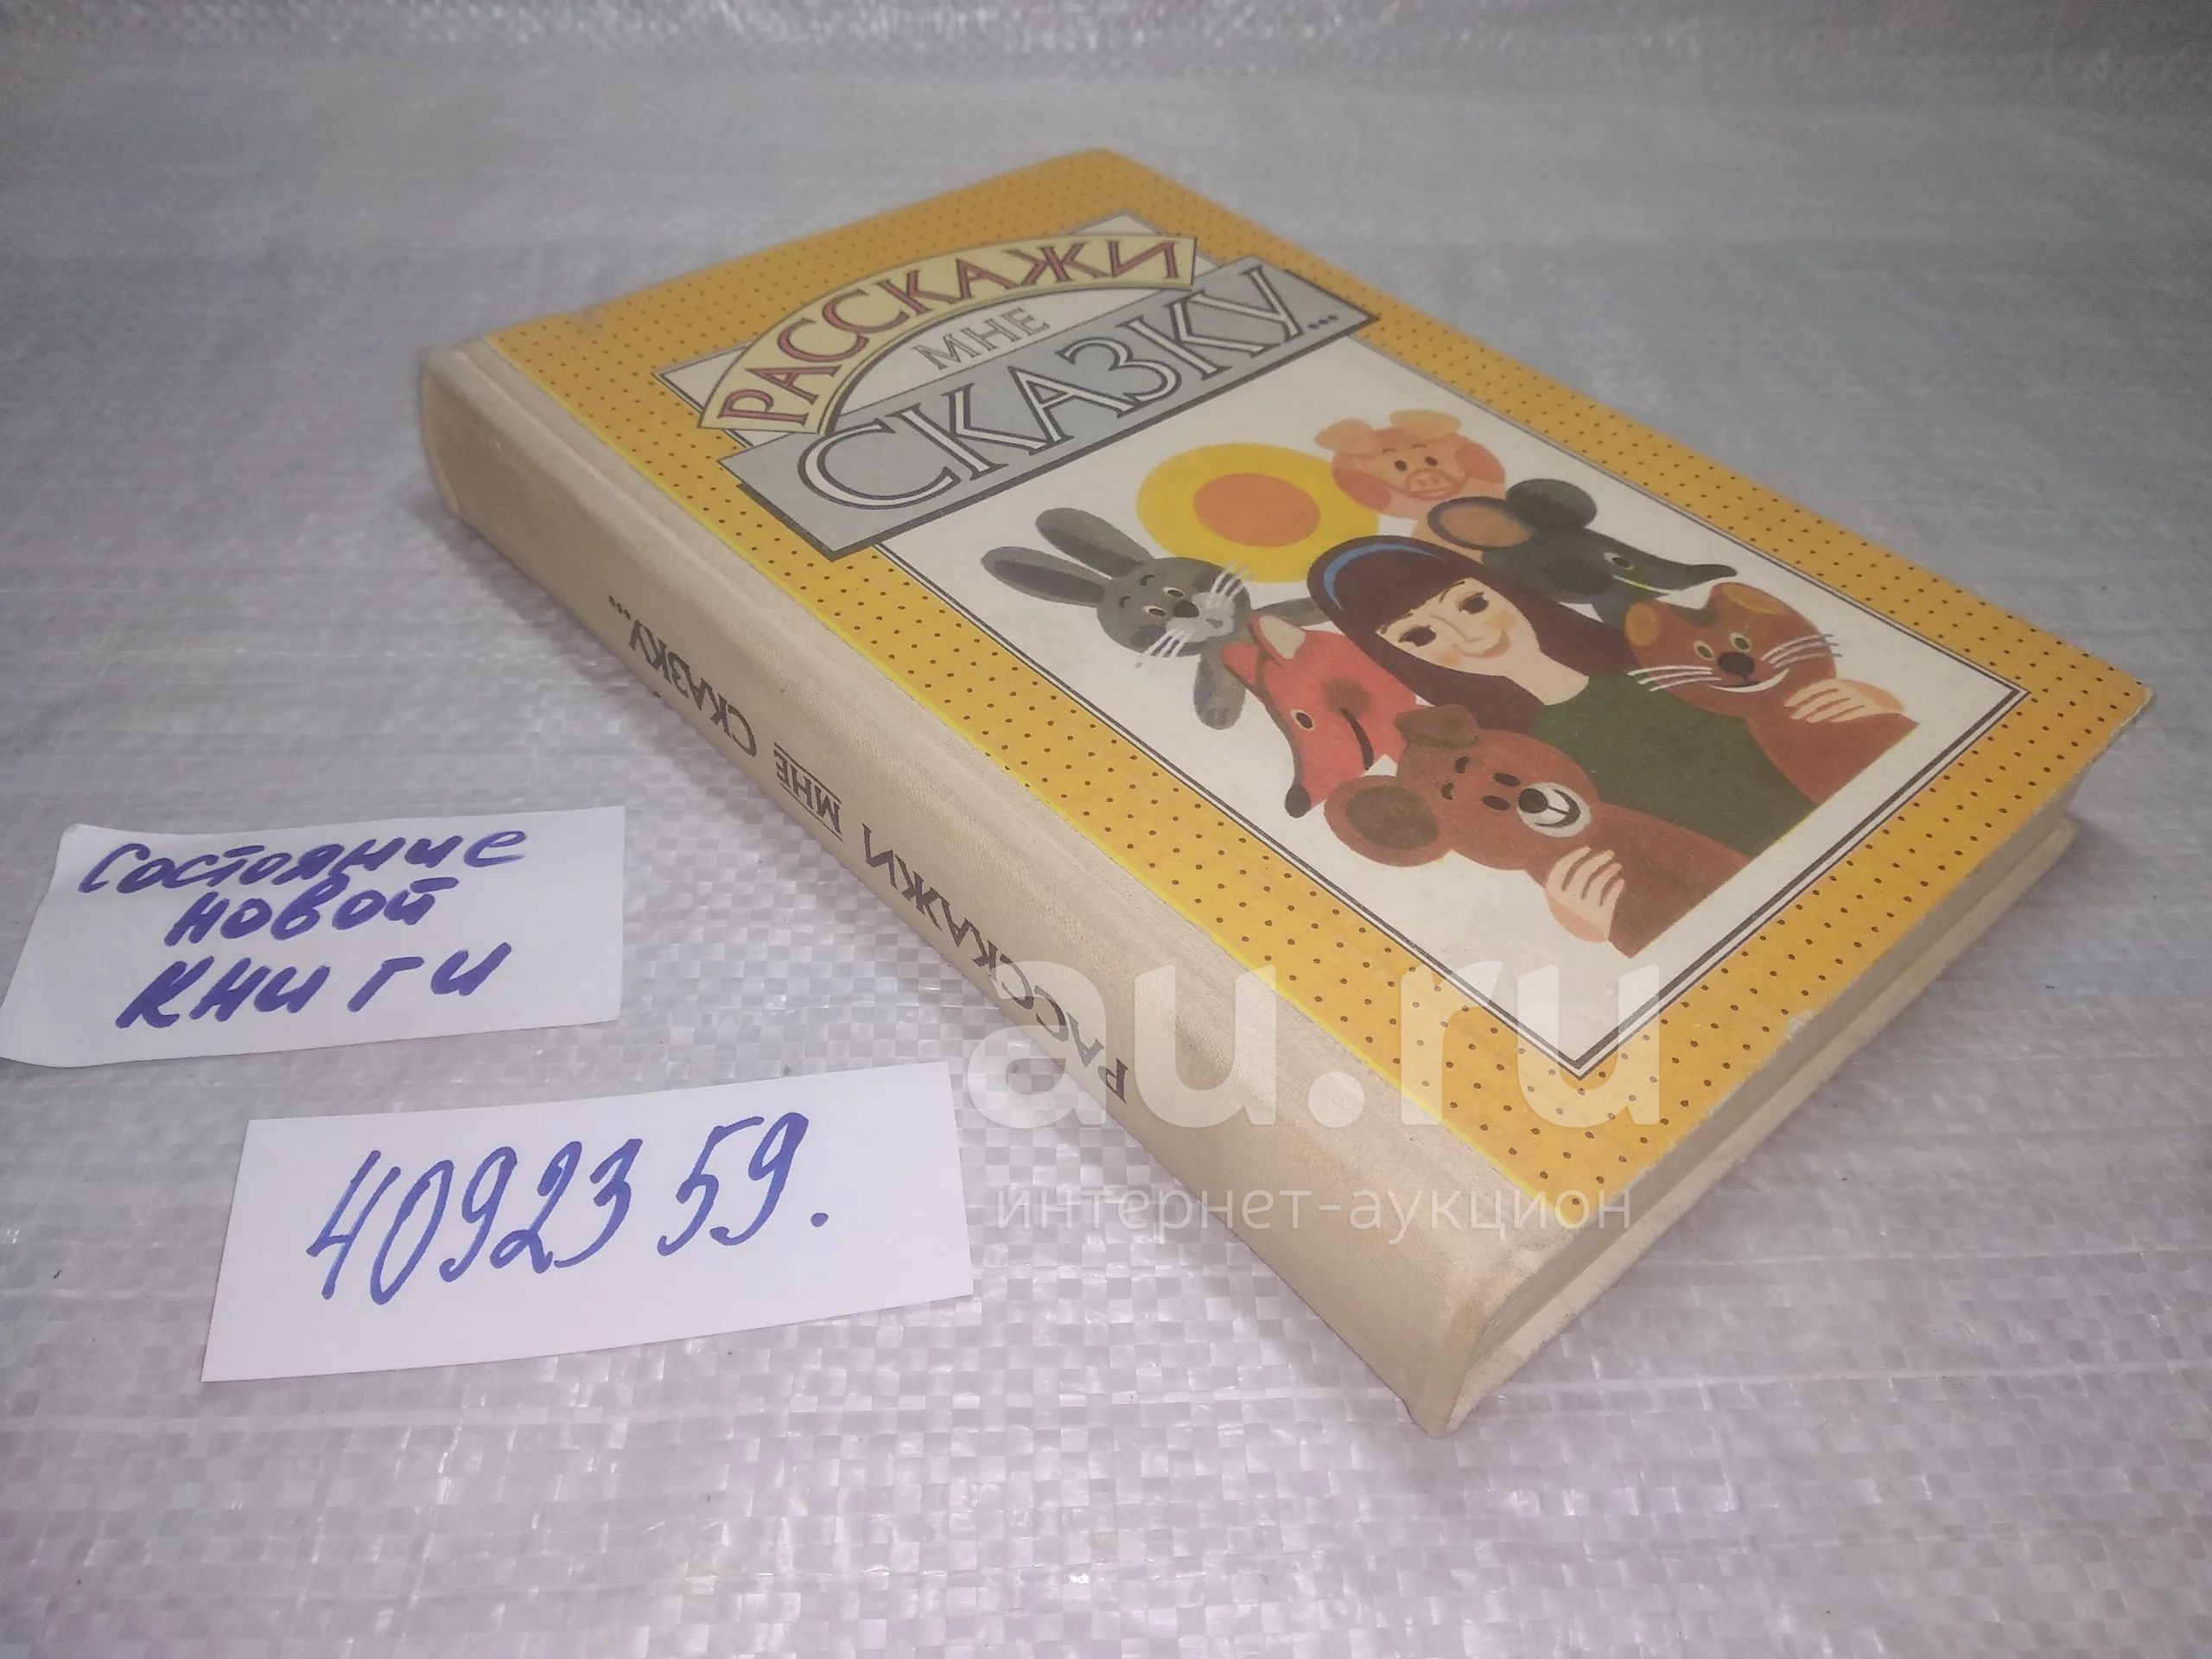 РАССКАЖИ
МНЕ
СКАЗКУ...
РАССКАЖИ МНЕ СКАЗКУ...
Состояние
новой
книги
4092359.
au.ru
интернет-аукцион